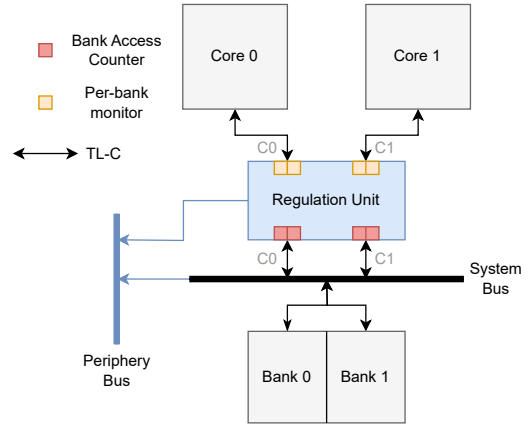 Bank Access
Counter
Per-bank
monitor
TL-C
Core 0
Core 1
C0
C1
Regulation Unit
C0
C1
System
Bus
Periphery
Bus
Bank 0
Bank 1